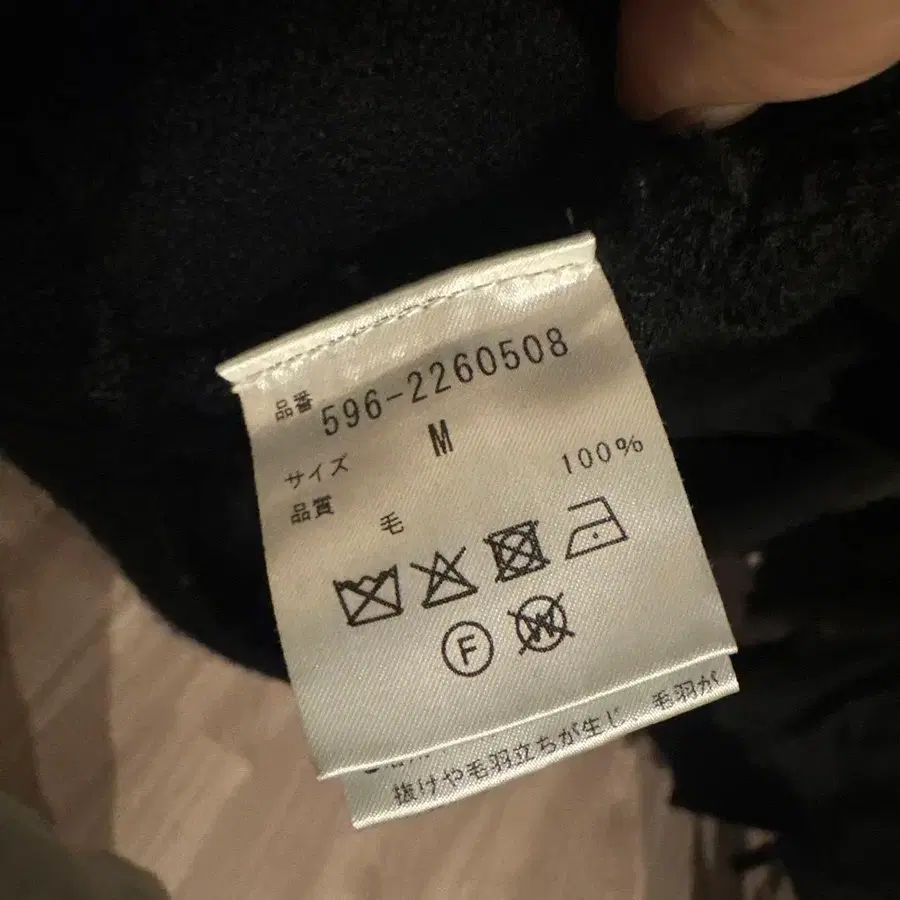 品番 596-2260508
サイズ M
品質 毛 100%
F W
生じ、毛羽が
抜けや毛羽立ちが